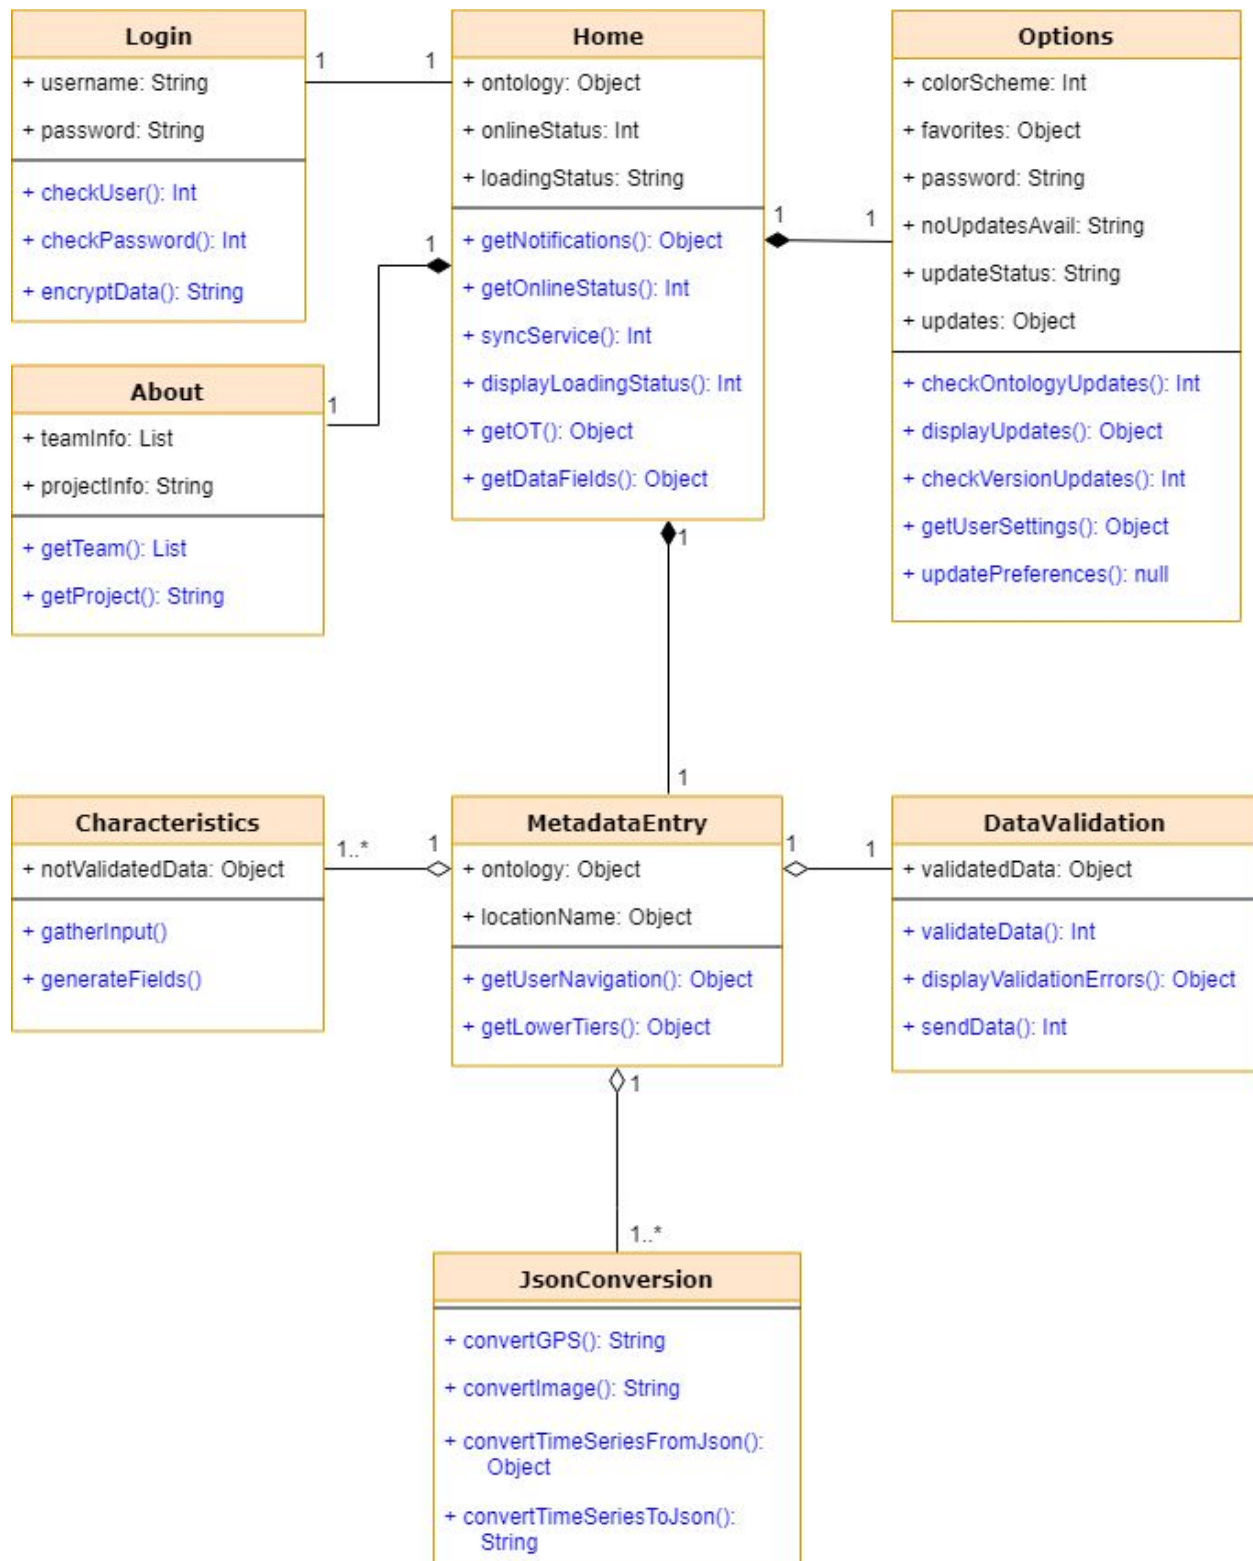 Login
+ username: String
+ password: String
+ checkUser(): Int
+ checkPassword(): Int
+ encryptData(): String
1
1
Home
+ ontology: Object
+ onlineStatus: Int
+ loadingStatus: String
+ getNotifications(): Object
+ getOnlineStatus(): Int
+ syncService(): Int
+ displayLoadingStatus(): Int
+ getOT(): Object
+ getDataFields(): Object
1
1
Options
+ colorScheme: Int
+ favorites: Object
+ password: String
+ noUpdatesAvail: String
+ updateStatus: String
+ updates: Object
+ checkOntologyUpdates(): Int
+ displayUpdates(): Object
+ checkVersionUpdates(): Int
+ getUserSettings(): Object
+ updatePreferences(): null
1
1
About
+ teamInfo: List
+ projectInfo: String
+ getTeam(): List
+ getProject(): String
1
1
Characteristics
+ notValidatedData: Object
+ gatherInput()
+ generateFields()
1..*
1
MetadataEntry
+ ontology: Object
+ locationName: Object
+ getUserNavigation(): Object
+ getLowerTiers(): Object
1
1
DataValidation
+ validatedData: Object
+ validateData(): Int
+ displayValidationErrors(): Object
+ sendData(): Int
1
1..*
JsonConversion
+ convertGPS(): String
+ convertImage(): String
+ convertTimeSeriesFromJson():
Object
+ convertTimeSeriesToJson():
String